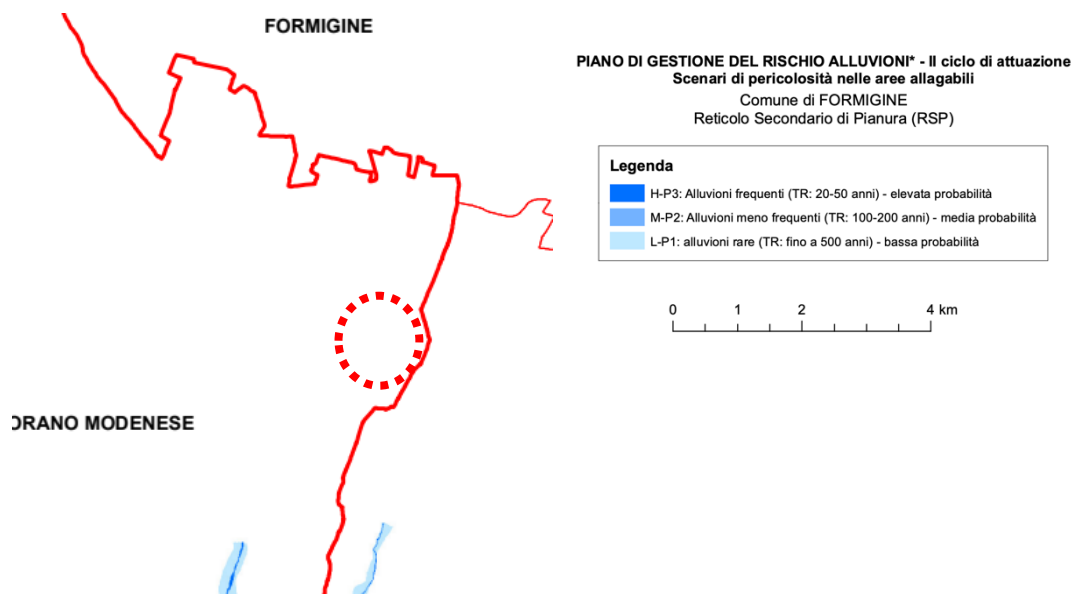 FORMIGINE
ORANO MODENESE
PIANO DI GESTIONE DEL RISCHIO ALLUVIONI* - II ciclo di attuazione
Scenari di pericolosità nelle aree allagabili
Comune di FORMIGINE
Reticolo Secondario di Pianura (RSP)
Legenda
H-P3: Alluvioni frequenti (TR: 20-50 anni) - elevata probabilità
M-P2: Alluvioni meno frequenti (TR: 100-200 anni) - media probabilità
L-P1: alluvioni rare (TR: fino a 500 anni) - bassa probabilità
0 1 2 4 km